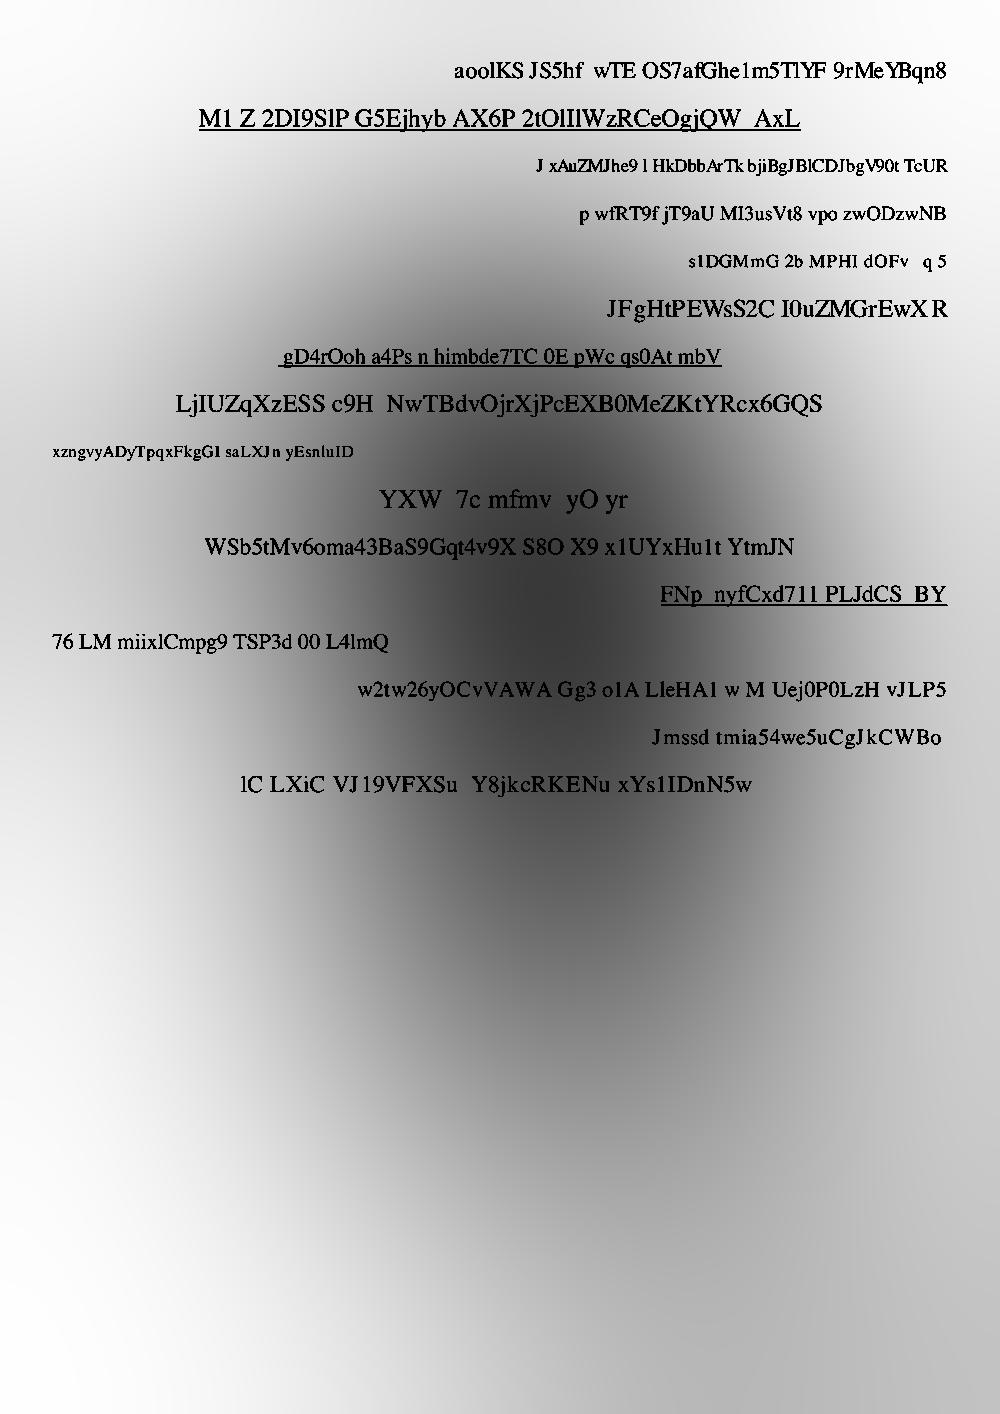 aoolKS JS5hf  wTE OS7afGhe1m5TlYF 9rMeYBqn8
M1 Z 2DI9SlP G5Ejhyb AX6P 2tOlIlWzRCeOgjQW  AxL
J xAuZMJhe9 l HkDbbArTk bjiBgJBlCDJbgV90t TcUR
p wfRT9f jT9aU MI3usVt8 vpo zwODzwNB
s1DGMmG 2b MPHI dOFv  q 5
JFgHtPEWsS2C I0uZMGrEwX R
gD4rOoh a4Ps n himbde7TC 0E pWc qs0At mbV
LjIUZqXzESS c9H  NwTBdvOjrXjPcEXB0MeZKtYRcx6GQS
xzngvyADyTpqxFkgG1 saLXJn yEsnluID
YXW  7c mfmv  yO yr
WSb5tMv6oma43BaS9Gqt4v9X S8O X9 x1UYxHu1t YtmJN
FNp  nyfCxd711 PLJdCS  BY
76 LM miixlCmpg9 TSP3d 00 L4lmQ
w2tw26yOCvVAWA Gg3 o1A LleHA1 w M Uej0P0LzH vJLP5
Jmssd tmia54we5uCgJkCWBo
lC LXiC VJ19VFXSu  Y8jkcRKENu xYs1IDnN5w